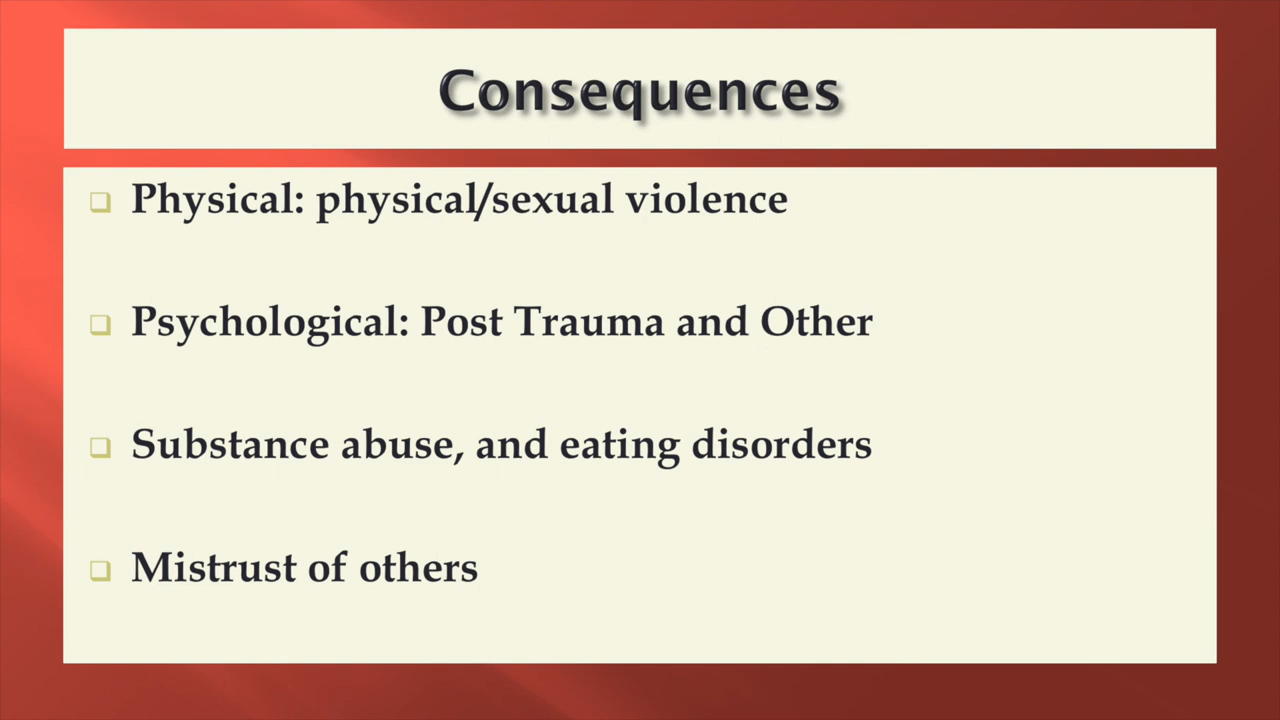 Consequences
Physical: physical/sexual violence
Psychological: Post Trauma and Other
Substance abuse, and eating disorders
Mistrust of others